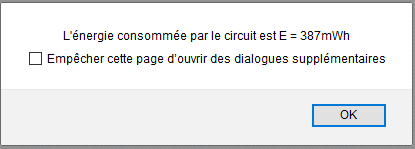 L'énergie consommée par le circuit est E = 387mWh
Empêcher cette page d'ouvrir des dialogues supplémentaires
OK